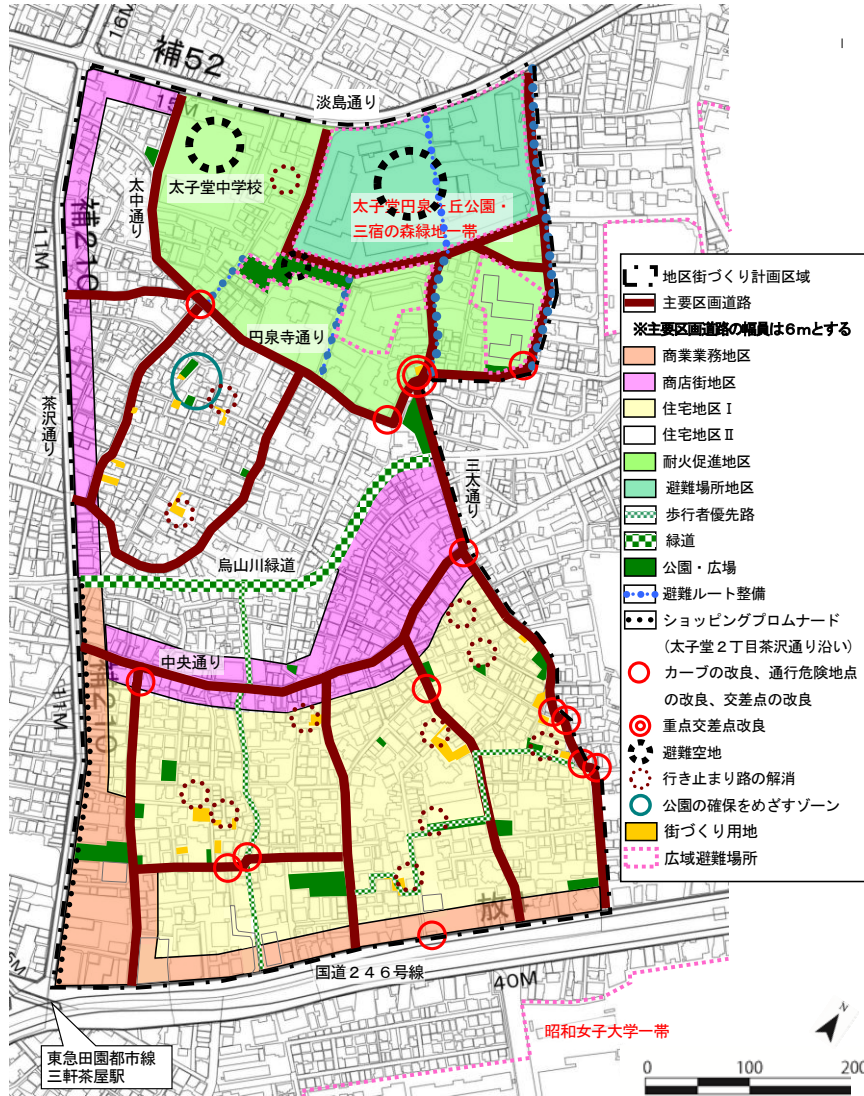 16M
補52
15M
淡島通り
太中通り
太子堂中学校
補210
11M
太子堂円泉ヶ丘公園・
三宿の森緑地一帯
円泉寺通り
茶沢通り
三太通り
烏山川緑道
中央通り
補210
11M
放4
国道246号線
40M
昭和女子大学一帯
東急田園都市線
三軒茶屋駅
地区街づくり計画区域
主要区画道路
※主要区画道路の幅員は6mとする
商業業務地区
商店街地区
住宅地区Ⅰ
住宅地区Ⅱ
耐火促進地区
避難場所地区
歩行者優先路
緑道
公園・広場
避難ルート整備
ショッピングプロムナード
(太子堂2丁目茶沢通り沿い)
カーブの改良、通行危険地点
の改良、交差点の改良
重点交差点改良
避難空地
行き止まり路の解消
公園の確保をめざすゾーン
街づくり用地
広域避難場所
N
0 100 200